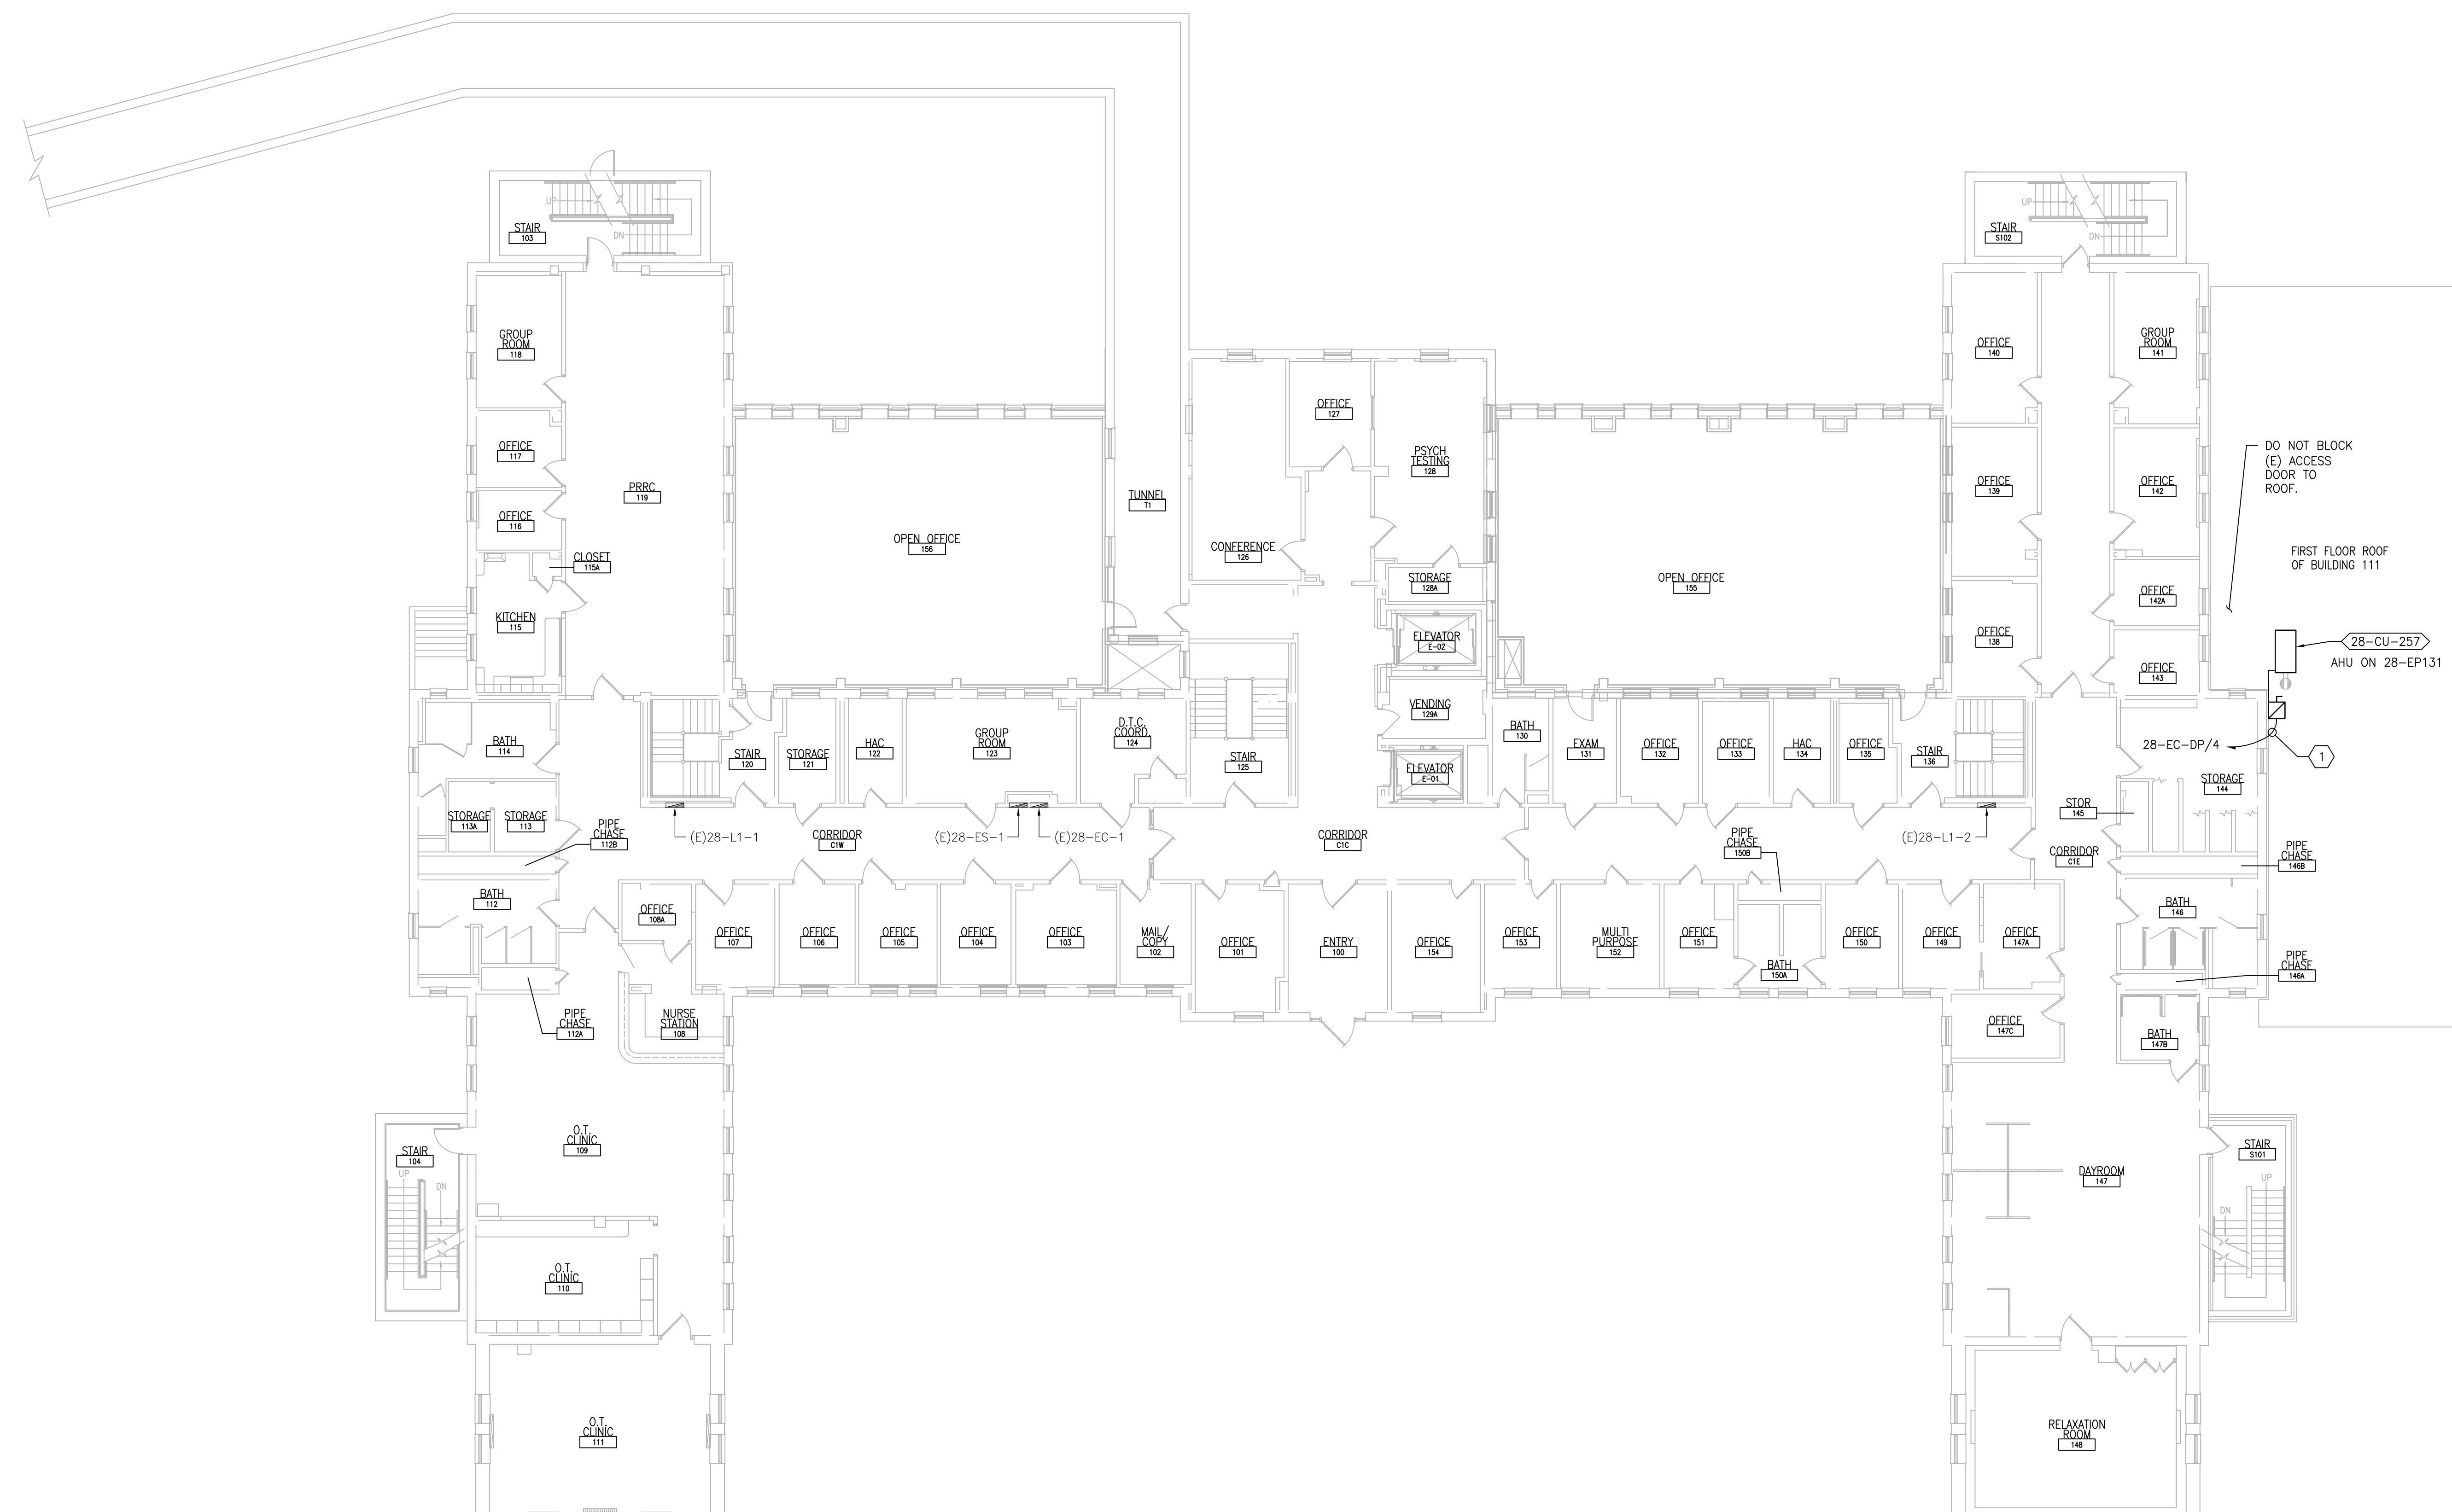 UP
DN
STAIR
103
UP
DN
STAIR
S102
GROUP
ROOM
118
OFFICE
117
OFFICE
116
PRRC
119
CLOSET
115A
KITCHEN
115
OPEN OFFICE
156
TUNNEL
T1
CONFERENCE
126
OFFICE
127
PSYCH
TESTING
128
STORAGE
128A
ELEVATOR
E-02
VENDING
129A
ELEVATOR
E-01
OPEN OFFICE
155
OFFICE
140
OFFICE
139
OFFICE
138
GROUP
ROOM
141
OFFICE
142
OFFICE
142A
OFFICE
143
DO NOT BLOCK
(E) ACCESS
DOOR TO
ROOF.
FIRST FLOOR ROOF
OF BUILDING 111
28-CU-257
AHU ON 28-EP131
28-EC-DP/4
1
BATH
114
STORAGE
113A
STORAGE
113
PIPE
CHASE
112B
BATH
112
PIPE
CHASE
112A
STAIR
120
STORAGE
121
HAC
122
GROUP
ROOM
123
D.T.C.
COORD.
124
STAIR
125
BATH
130
EXAM
131
OFFICE
132
OFFICE
133
HAC
134
OFFICE
135
STAIR
136
STORAGE
144
STOR
145
(E)28-L1-1
CORRIDOR
C1W
(E)28-ES-1
(E)28-EC-1
CORRIDOR
C1C
PIPE
CHASE
150B
(E)28-L1-2
CORRIDOR
C1E
PIPE
CHASE
146B
BATH
146
PIPE
CHASE
146A
OFFICE
108A
OFFICE
107
OFFICE
106
OFFICE
105
OFFICE
104
OFFICE
103
MAIL/
COPY
102
OFFICE
101
ENTRY
100
OFFICE
154
OFFICE
153
MULTI
PURPOSE
152
OFFICE
151
BATH
150A
OFFICE
150
OFFICE
149
OFFICE
147A
NURSE
STATION
108
OFFICE
147C
BATH
147B
O.T.
CLINIC
109
STAIR
104
UP
DN
O.T.
CLINIC
110
O.T.
CLINIC
111
DAYROOM
147
STAIR
S101
UP
DN
RELAXATION
ROOM
148